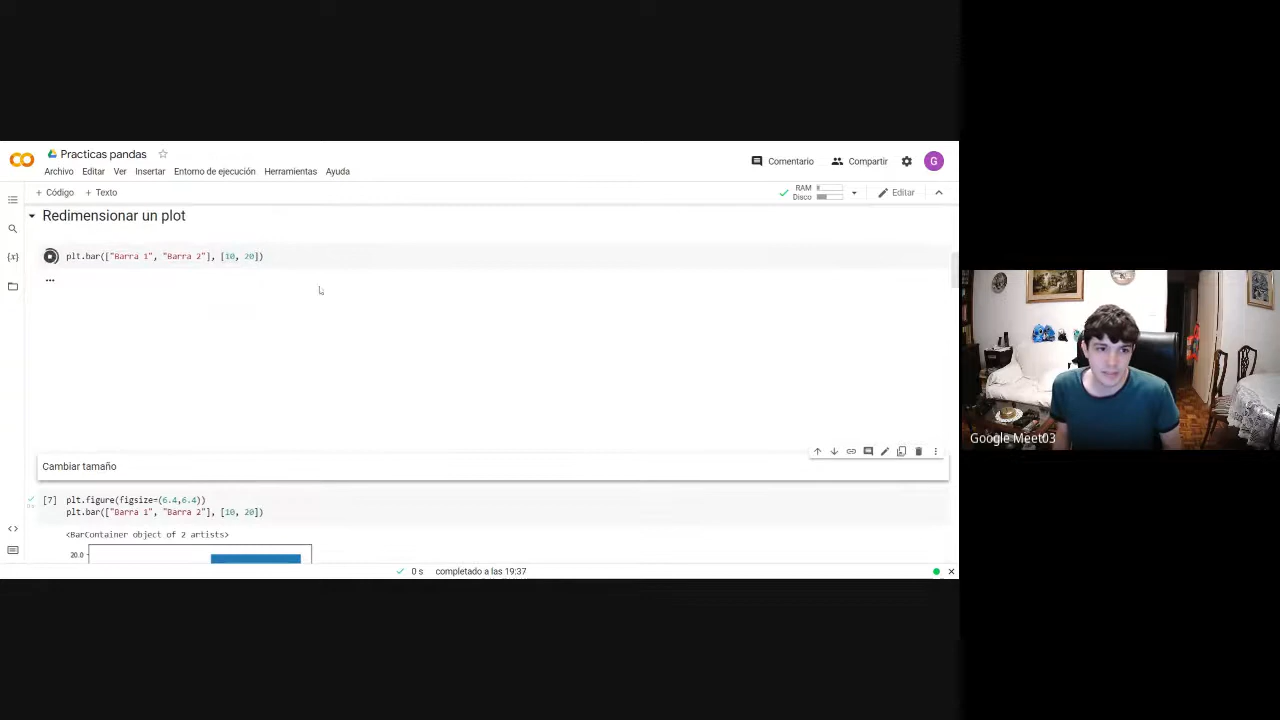 Practicas pandas
Comentario
Compartir
G
Archivo Editar Ver Insertar Entorno de ejecución Herramientas Ayuda
+ Código + Texto
RAM
Disco
Editar
Redimensionar un plot
plt.bar(["Barra 1", "Barra 2"], [10, 20])
...
Cambiar tamaño
[7] plt.figure(figsize=(6.4,6.4))
plt.bar(["Barra 1", "Barra 2"], [10, 20])
<BarContainer object of 2 artists>
20.0
0 s completado a las 19:37
Google Meet03